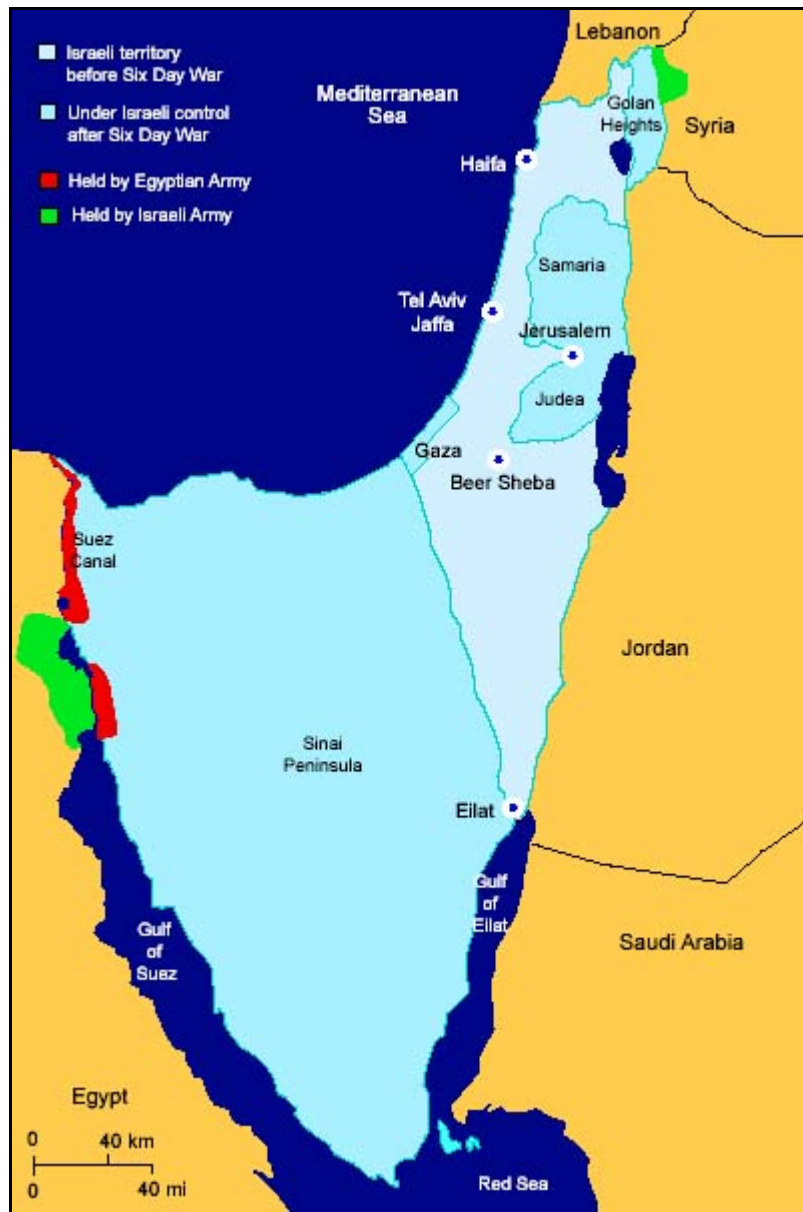 Israeli territory
before Six Day War
Under Israeli control
after Six Day War
Held by Egyptian Army
Held by Israeli Army
Mediterranean
Sea
Lebanon
Golan
Heights
Syria
Haifa
Samaria
Tel Aviv
Jaffa
Jerusalem
Judea
Gaza
Beer Sheba
Suez
Canal
Jordan
Sinai
Peninsula
Eilat
Gulf
of
Eilat
Gulf
of
Suez
Saudi Arabia
Egypt
0 40 km
0 40 mi
Red Sea